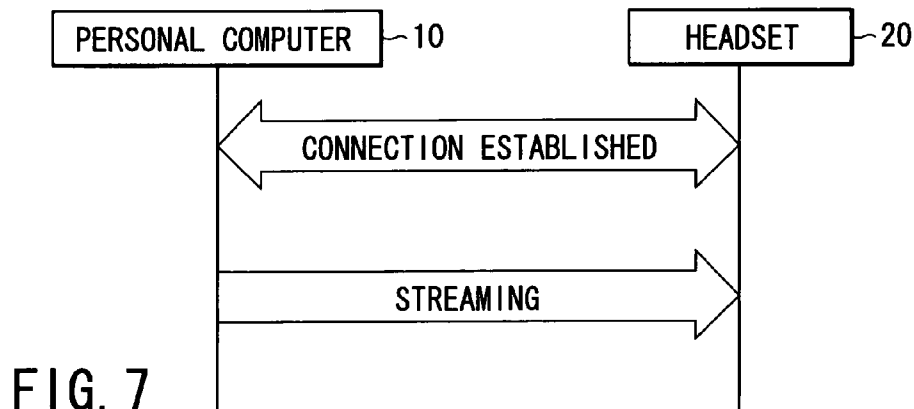 PERSONAL COMPUTER ~10
HEADSET ~20
CONNECTION ESTABLISHED
STREAMING
FIG. 7